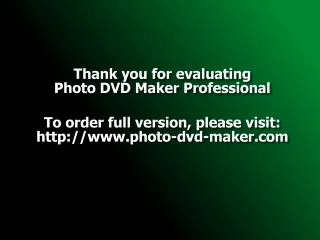 Thank you for evaluating
Photo DVD Maker Professional
To order full version, please visit:
http://www.photo-dvd-maker.com